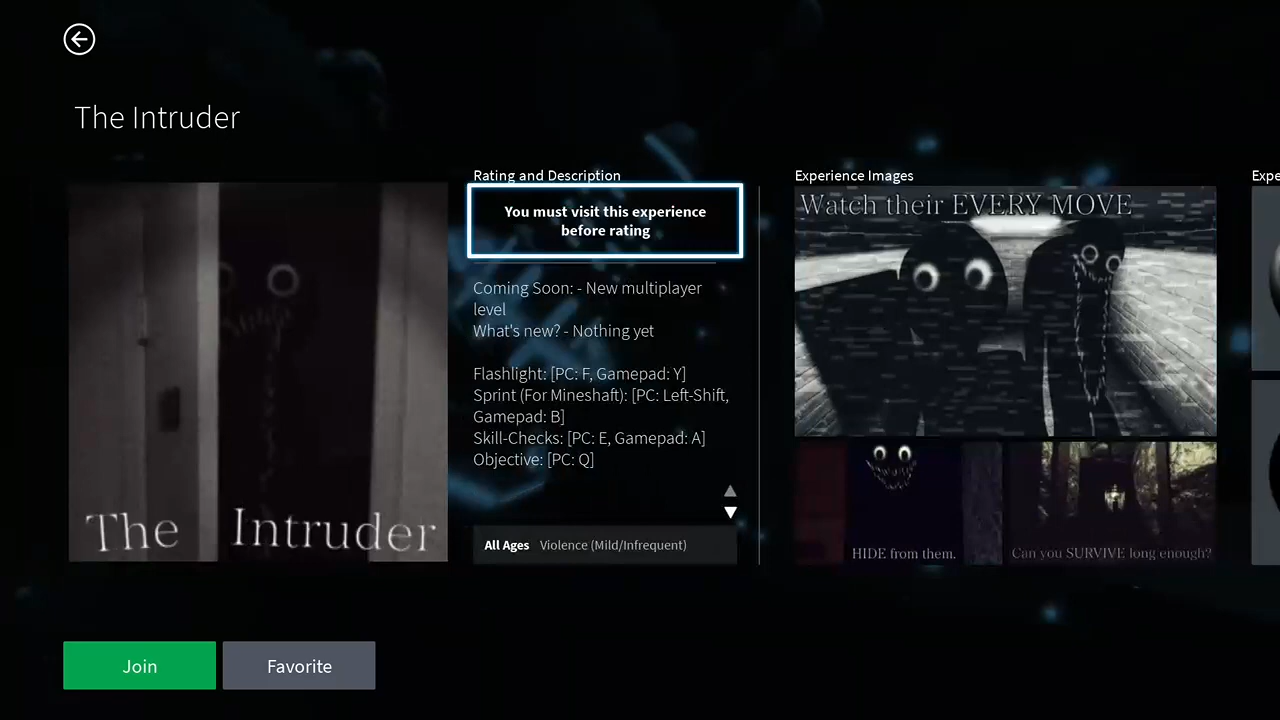 The Intruder
Rating and Description
You must visit this experience
before rating
Coming Soon: - New multiplayer
level
What's new? - Nothing yet
Flashlight: [PC: F, Gamepad: Y]
Sprint (For Mineshaft): [PC: Left-Shift,
Gamepad: B]
Skill-Checks: [PC: E, Gamepad: A]
Objective: [PC: Q]
All Ages Violence (Mild/Infrequent)
The Intruder
Experience Images
Watch their EVERY MOVE
HIDE from them.
Can you SURVIVE long enough?
Expe
Join
Favorite